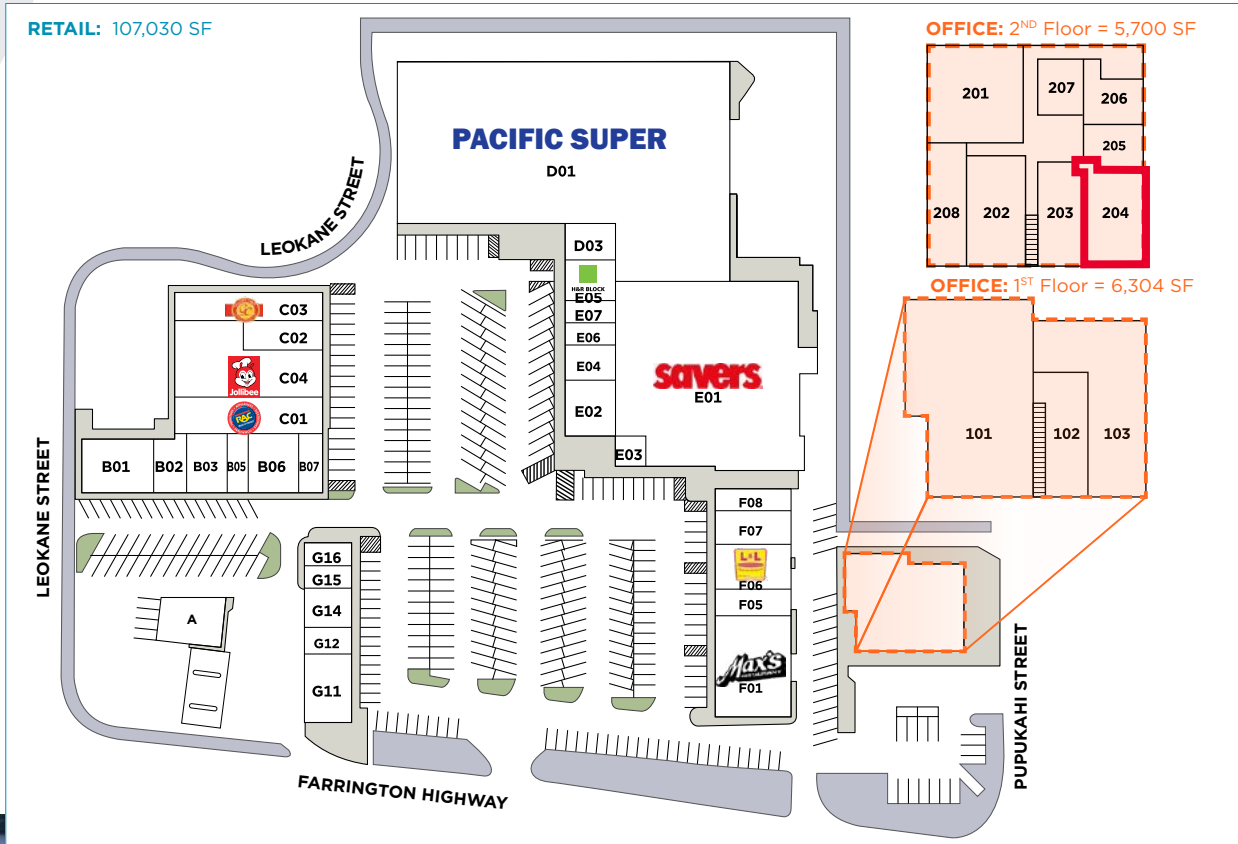 RETAIL: 107,030 SF
OFFICE: 2ND Floor = 5,700 SF
201
207
206
205
208
202
203
204
OFFICE: 1ST Floor = 6,304 SF
101
102
103
PACIFIC SUPER
D01
LEOKANE STREET
D03
H&R BLOCK
E05
E07
E06
E04
E02
E03
savers
E01
CC
C03
C02
Jollibee
C04
RAC
C01
B01
B02
B03
B05
B06
B07
LEOKANE STREET
G16
G15
G14
G12
G11
A
F08
F07
L&L
F06
F05
Max's
F01
FARRINGTON HIGHWAY
PUPUKAHI STREET